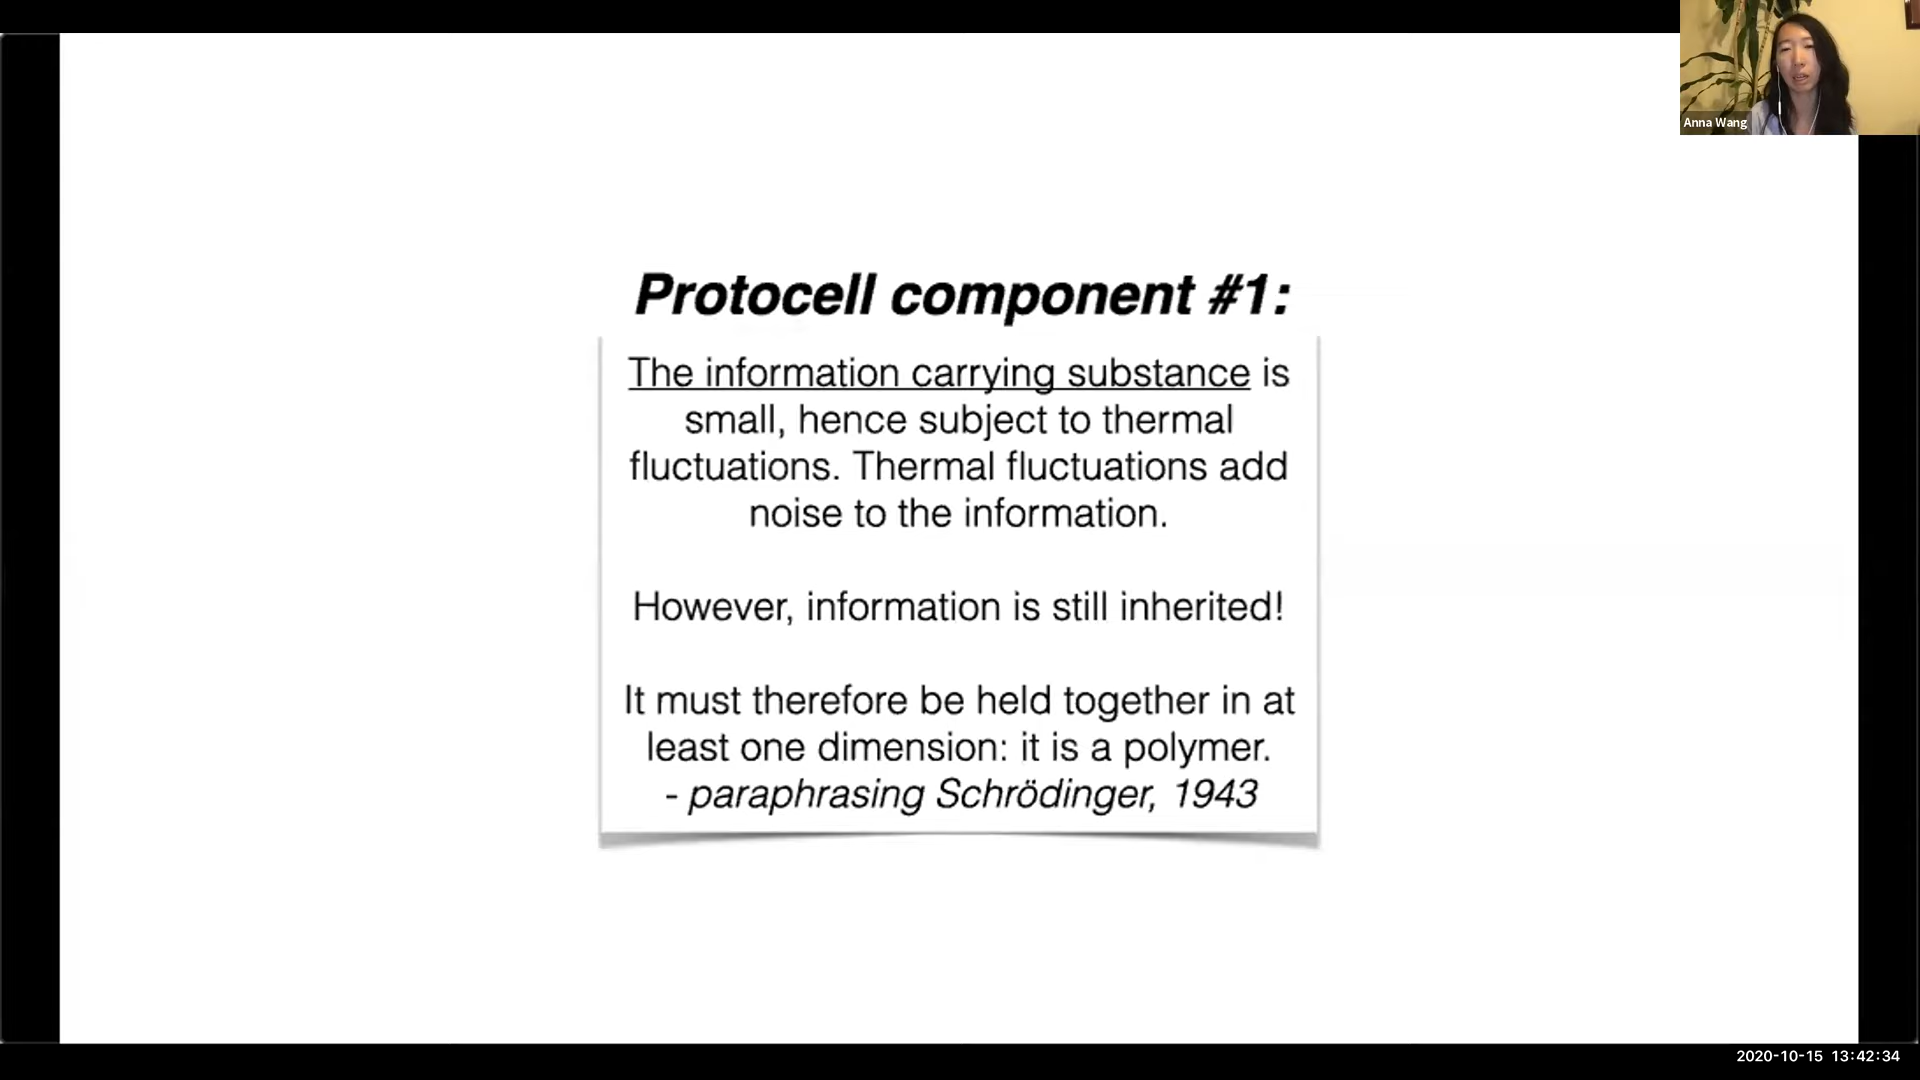 Anna Wang
Protocell component #1:
The information carrying substance is
small, hence subject to thermal
fluctuations. Thermal fluctuations add
noise to the information.
However, information is still inherited!
It must therefore be held together in at
least one dimension: it is a polymer.
- paraphrasing Schrödinger, 1943
2020-10-15 13:42:34